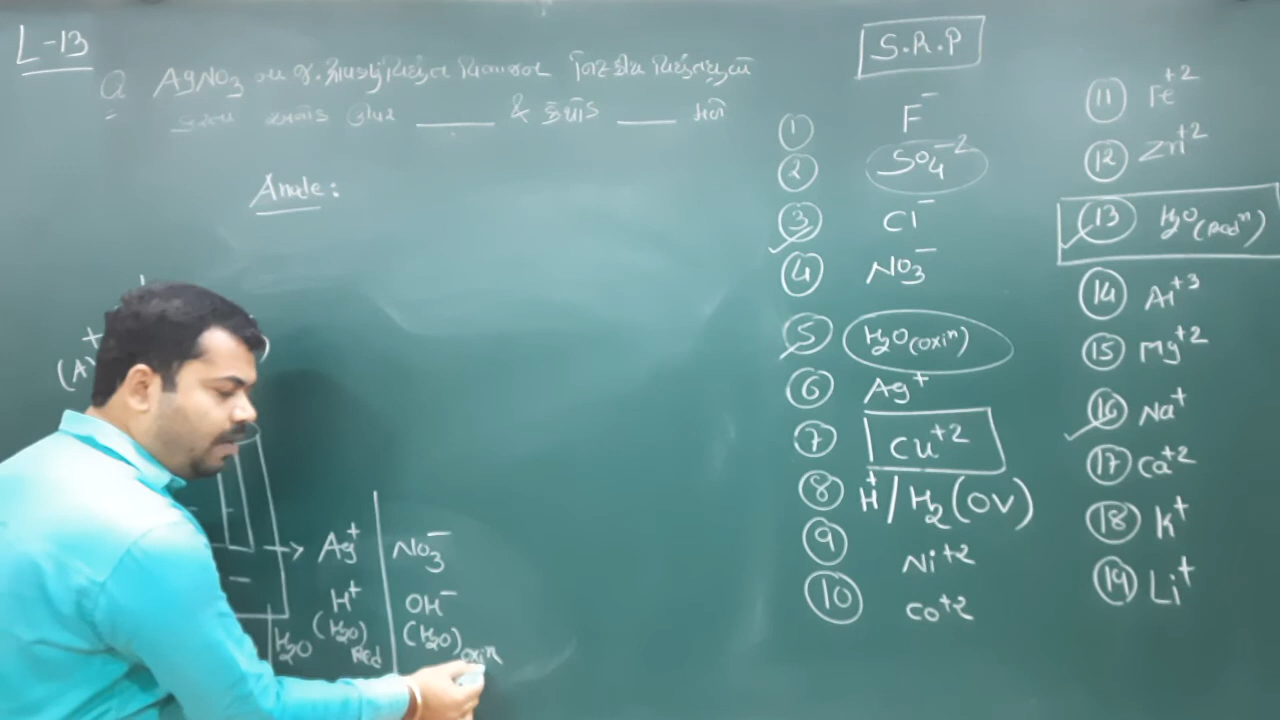 L-13
Q AgNO3 ના જ. વિદ્યુત વિભાજન
& કેથોડ ____ મળે
Anode:
+
(A)
Ag+ NO3-
H+ OH-
(H2O)Red (H2O)oxin
H2O
S.R.P
1 F-
2 SO4-2
3 Cl-
4 NO3-
5 H2O(oxin)
6 Ag+
7 Cu+2
8 H+/H2(OV)
9 Ni+2
10 Co+2
11 Fe+2
12 Zn+2
13 H2O(Redn)
14 Al+3
15 Mg+2
16 Na+
17 Ca+2
18 K+
19 Li+